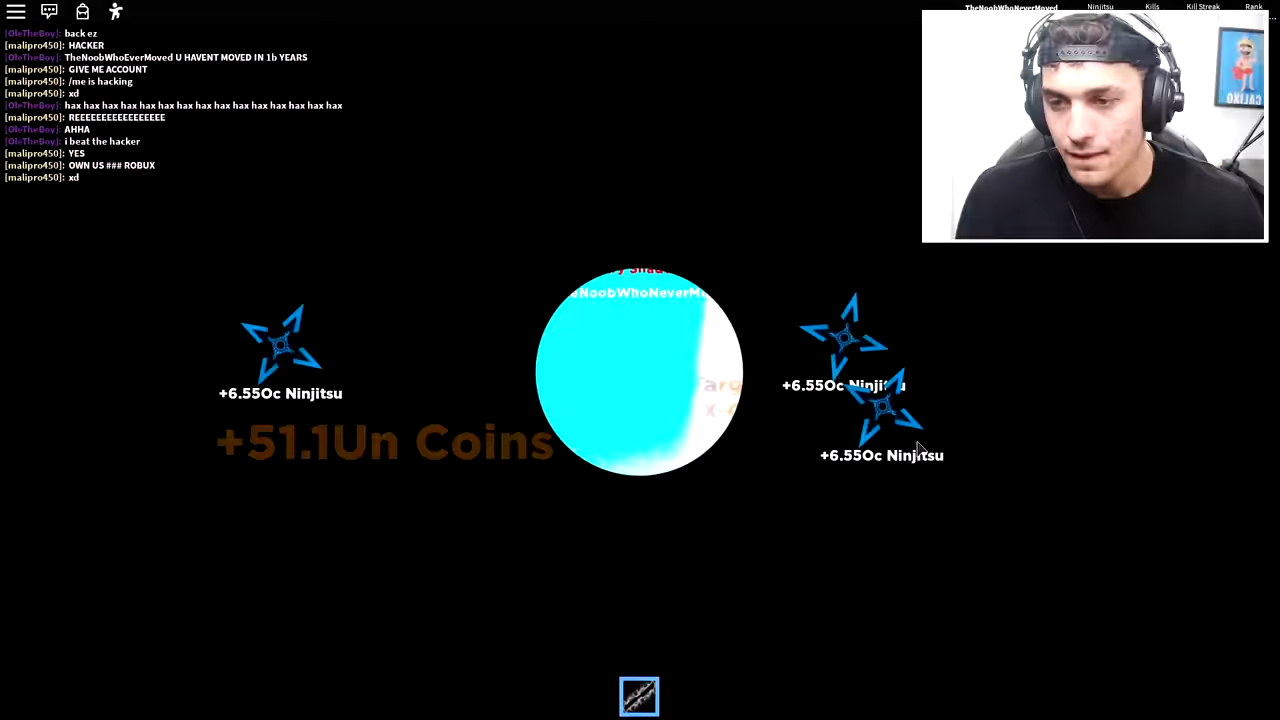 TheNoobWhoNeverMoved Ninjitsu Kills Kill Streak Rank
[OleTheBoy]: back ez
[malipro450]: HACKER
[OleTheBoy]: TheNoobWhoEverMoved U HAVENT MOVED IN 1b YEARS
[malipro450]: GIVE ME ACCOUNT
[malipro450]: /me is hacking
[malipro450]: xd
[OleTheBoy]: hax hax hax hax hax hax hax hax hax hax hax hax hax hax hax
[malipro450]: REEEEEEEEEEEEEEEE
[OleTheBoy]: AHHA
[OleTheBoy]: i beat the hacker
[malipro450]: YES
[malipro450]: OWN US ### ROBUX
[malipro450]: xd
CALIXO
eNoobWhoNeverMo
+6.55Oc Ninjitsu
+6.55Oc Ninjitsu
+6.55Oc Ninjitsu
+51.1Un Coins